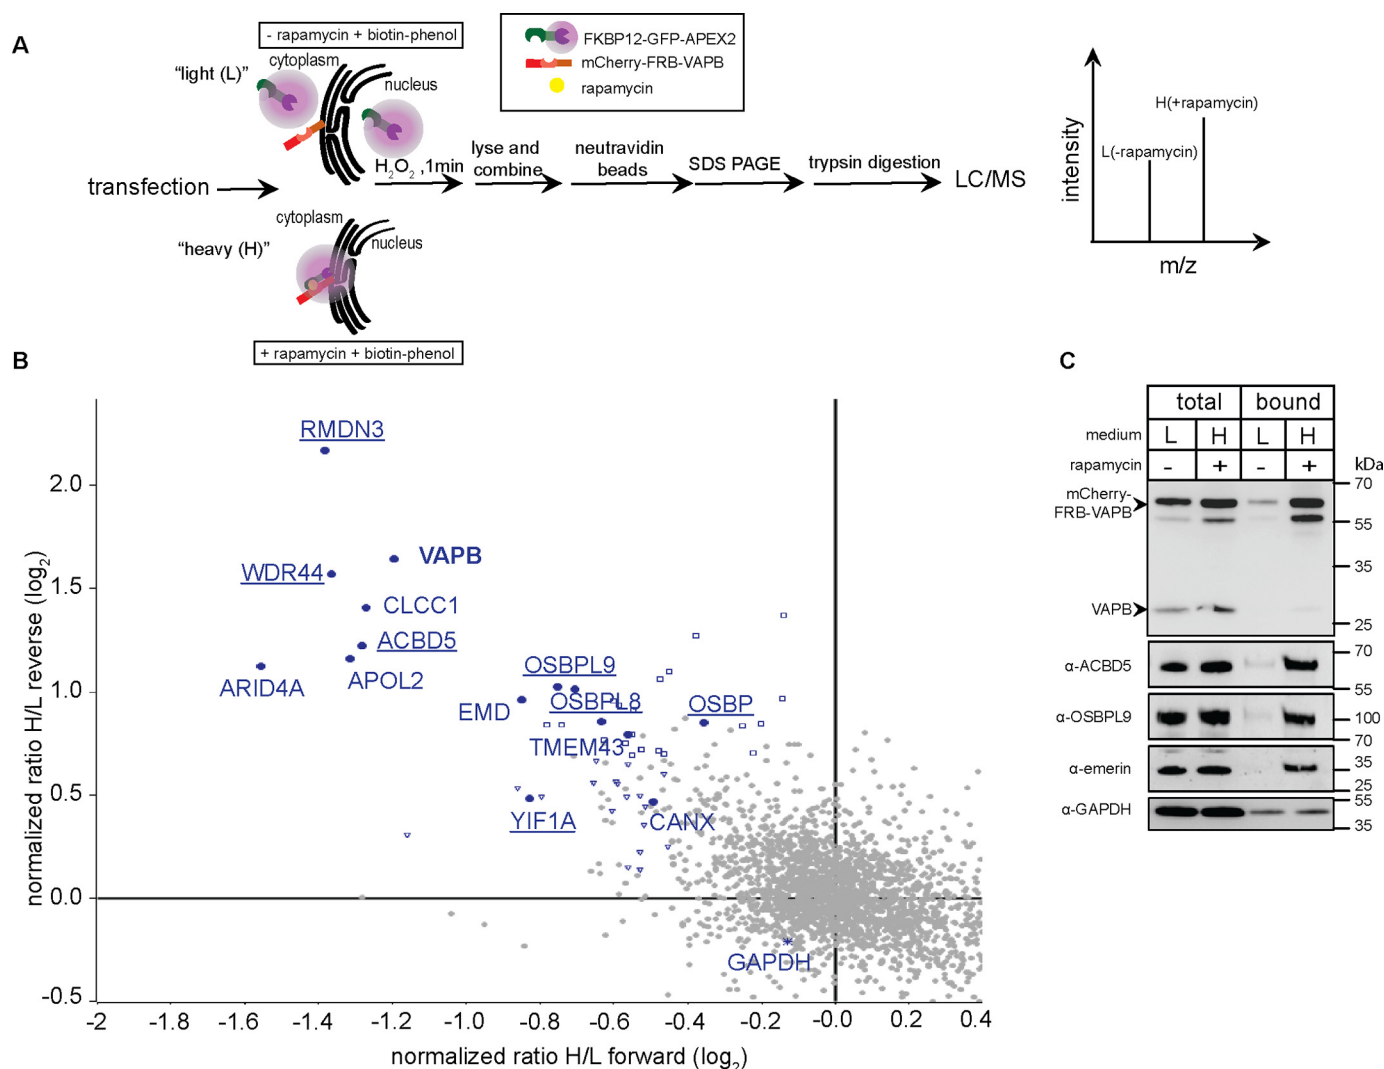 A
- rapamycin + biotin-phenol
cytoplasm
"light (L)"
nucleus
FKBP12-GFP-APEX2
mCherry-FRB-VAPB
rapamycin
transfection
H2O2 ,1min
lyse and
combine
neutravidin
beads
SDS PAGE
trypsin digestion
LC/MS
intensity
L(-rapamycin)
H(+rapamycin)
m/z
cytoplasm
nucleus
"heavy (H)"
+ rapamycin + biotin-phenol
B
normalized ratio H/L reverse (log2)
2.0
1.5
1.0
0.5
0.0
-0.5
RMDN3
VAPB
WDR44
CLCC1
ACBD5
APOL2
ARID4A
OSBPL9
EMD
OSBPL8
OSBP
TMEM43
YIF1A
CANX
GAPDH
-2 -1.8 -1.6 -1.4 -1.2 -1.0 -0.8 -0.6 -0.4 -0.2 -0.0 0.2 0.4
normalized ratio H/L forward (log2)
C
total bound
medium L H L H
rapamycin - + - + kDa
mCherry-
FRB-VAPB
70
55
35
VAPB
25
α-ACBD5
70
55
α-OSBPL9
100
70
α-emerin
35
25
α-GAPDH
55
35